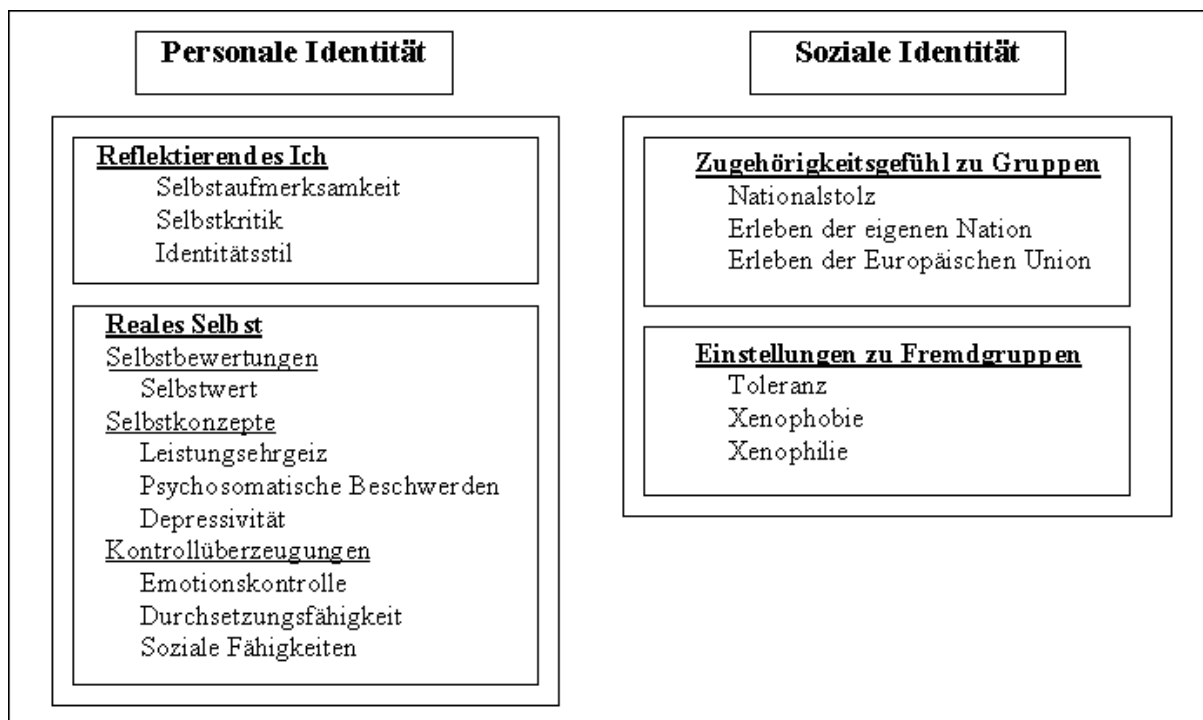 Personale Identität
Reflektierendes Ich
Selbstaufmerksamkeit
Selbstkritik
Identitätsstil
Reales Selbst
Selbstbewertungen
Selbstwert
Selbstkonzepte
Leistungsehrgeiz
Psychosomatische Beschwerden
Depressivität
Kontrollüberzeugungen
Emotionskontrolle
Durchsetzungsfähigkeit
Soziale Fähigkeiten
Soziale Identität
Zugehörigkeitsgefühl zu Gruppen
Nationalstolz
Erleben der eigenen Nation
Erleben der Europäischen Union
Einstellungen zu Fremdgruppen
Toleranz
Xenophobie
Xenophilie